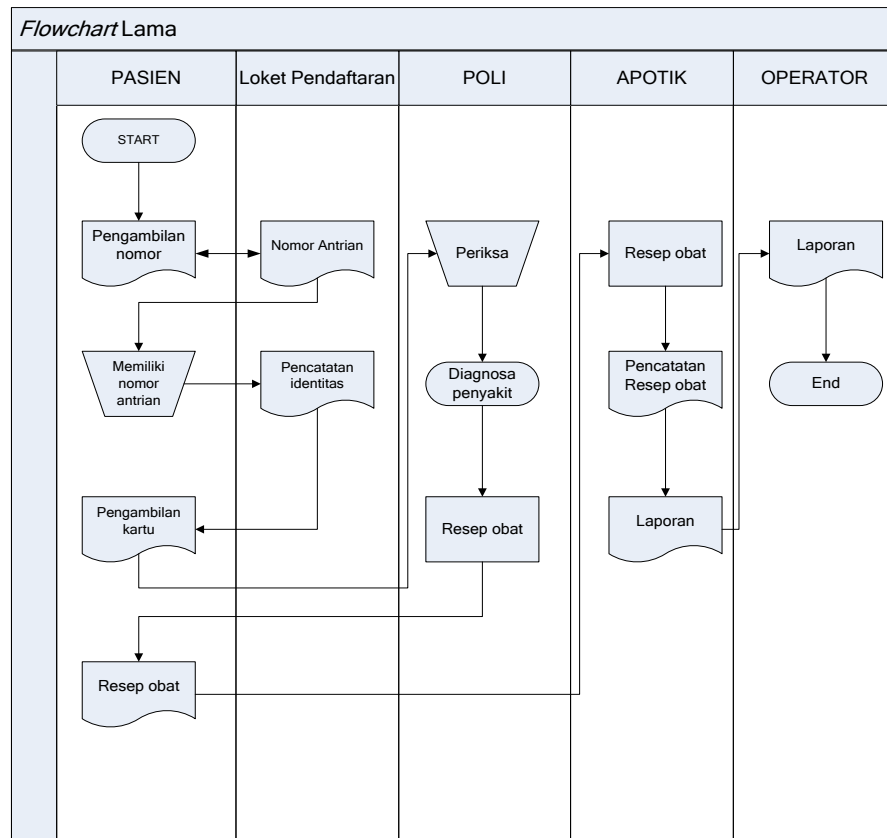 Flowchart Lama
PASIEN
Loket Pendaftaran
POLI
APOTIK
OPERATOR
START
Pengambilan
nomor
Nomor Antrian
Periksa
Resep obat
Laporan
Memiliki
nomor
antrian
Pencatatan
identitas
Diagnosa
penyakit
Pencatatan
Resep obat
End
Pengambilan
kartu
Resep obat
Laporan
Resep obat